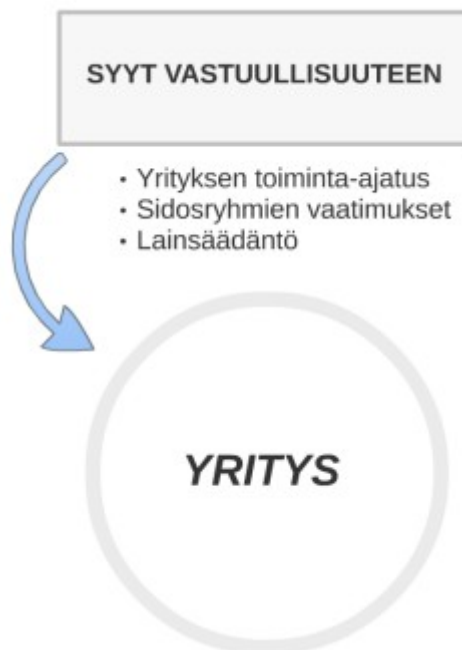 SYYT VASTUULLISUUTEEN
• Yrityksen toiminta-ajatus
• Sidosryhmien vaatimukset
• Lainsäädäntö
YRITYS